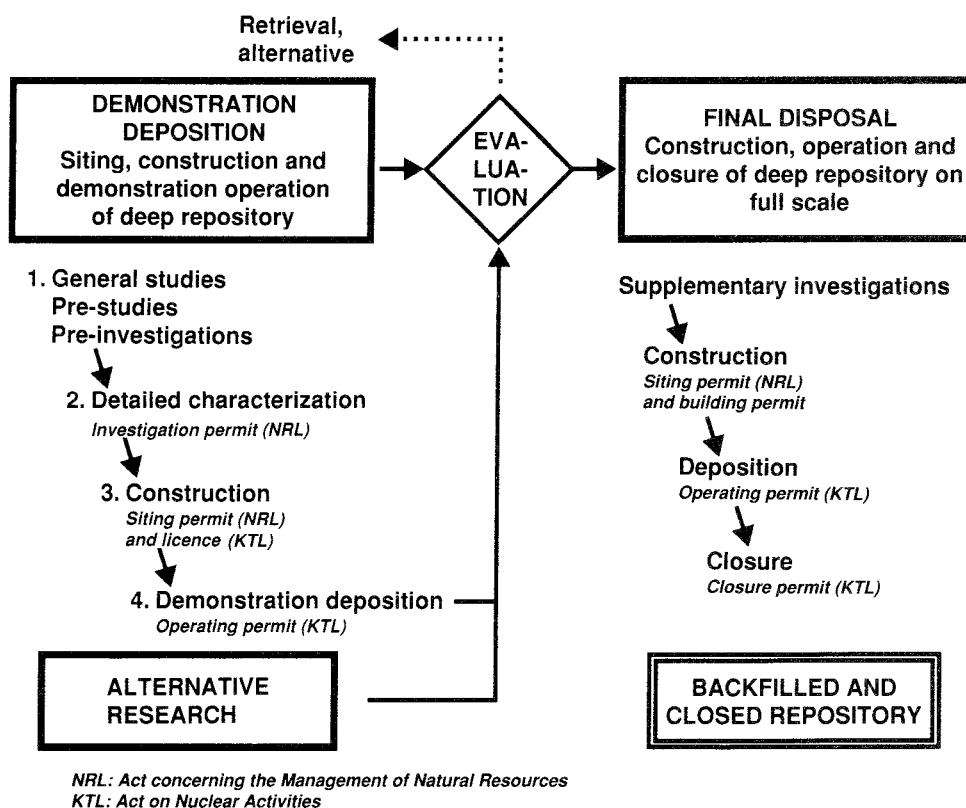 Retrieval,
alternative
DEMONSTRATION
DEPOSITION
Siting, construction and
demonstration operation
of deep repository
EVA-
LUA-
TION
FINAL DISPOSAL
Construction, operation and
closure of deep repository on
full scale
1. General studies
Pre-studies
Pre-investigations
2. Detailed characterization
Investigation permit (NRL)
3. Construction
Siting permit (NRL)
and licence (KTL)
4. Demonstration deposition
Operating permit (KTL)
Supplementary investigations
Construction
Siting permit (NRL)
and building permit
Deposition
Operating permit (KTL)
Closure
Closure permit (KTL)
ALTERNATIVE
RESEARCH
BACKFILLED AND
CLOSED REPOSITORY
NRL: Act concerning the Management of Natural Resources
KTL: Act on Nuclear Activities